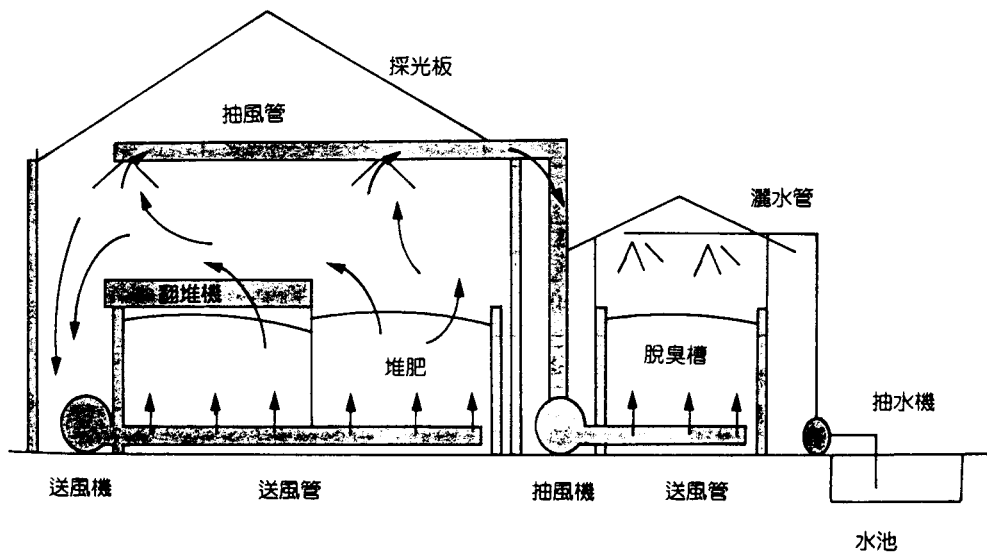 採光板
抽風管
灑水管
翻堆機
堆肥
脫臭槽
抽水機
送風機
送風管
抽風機
送風管
水池